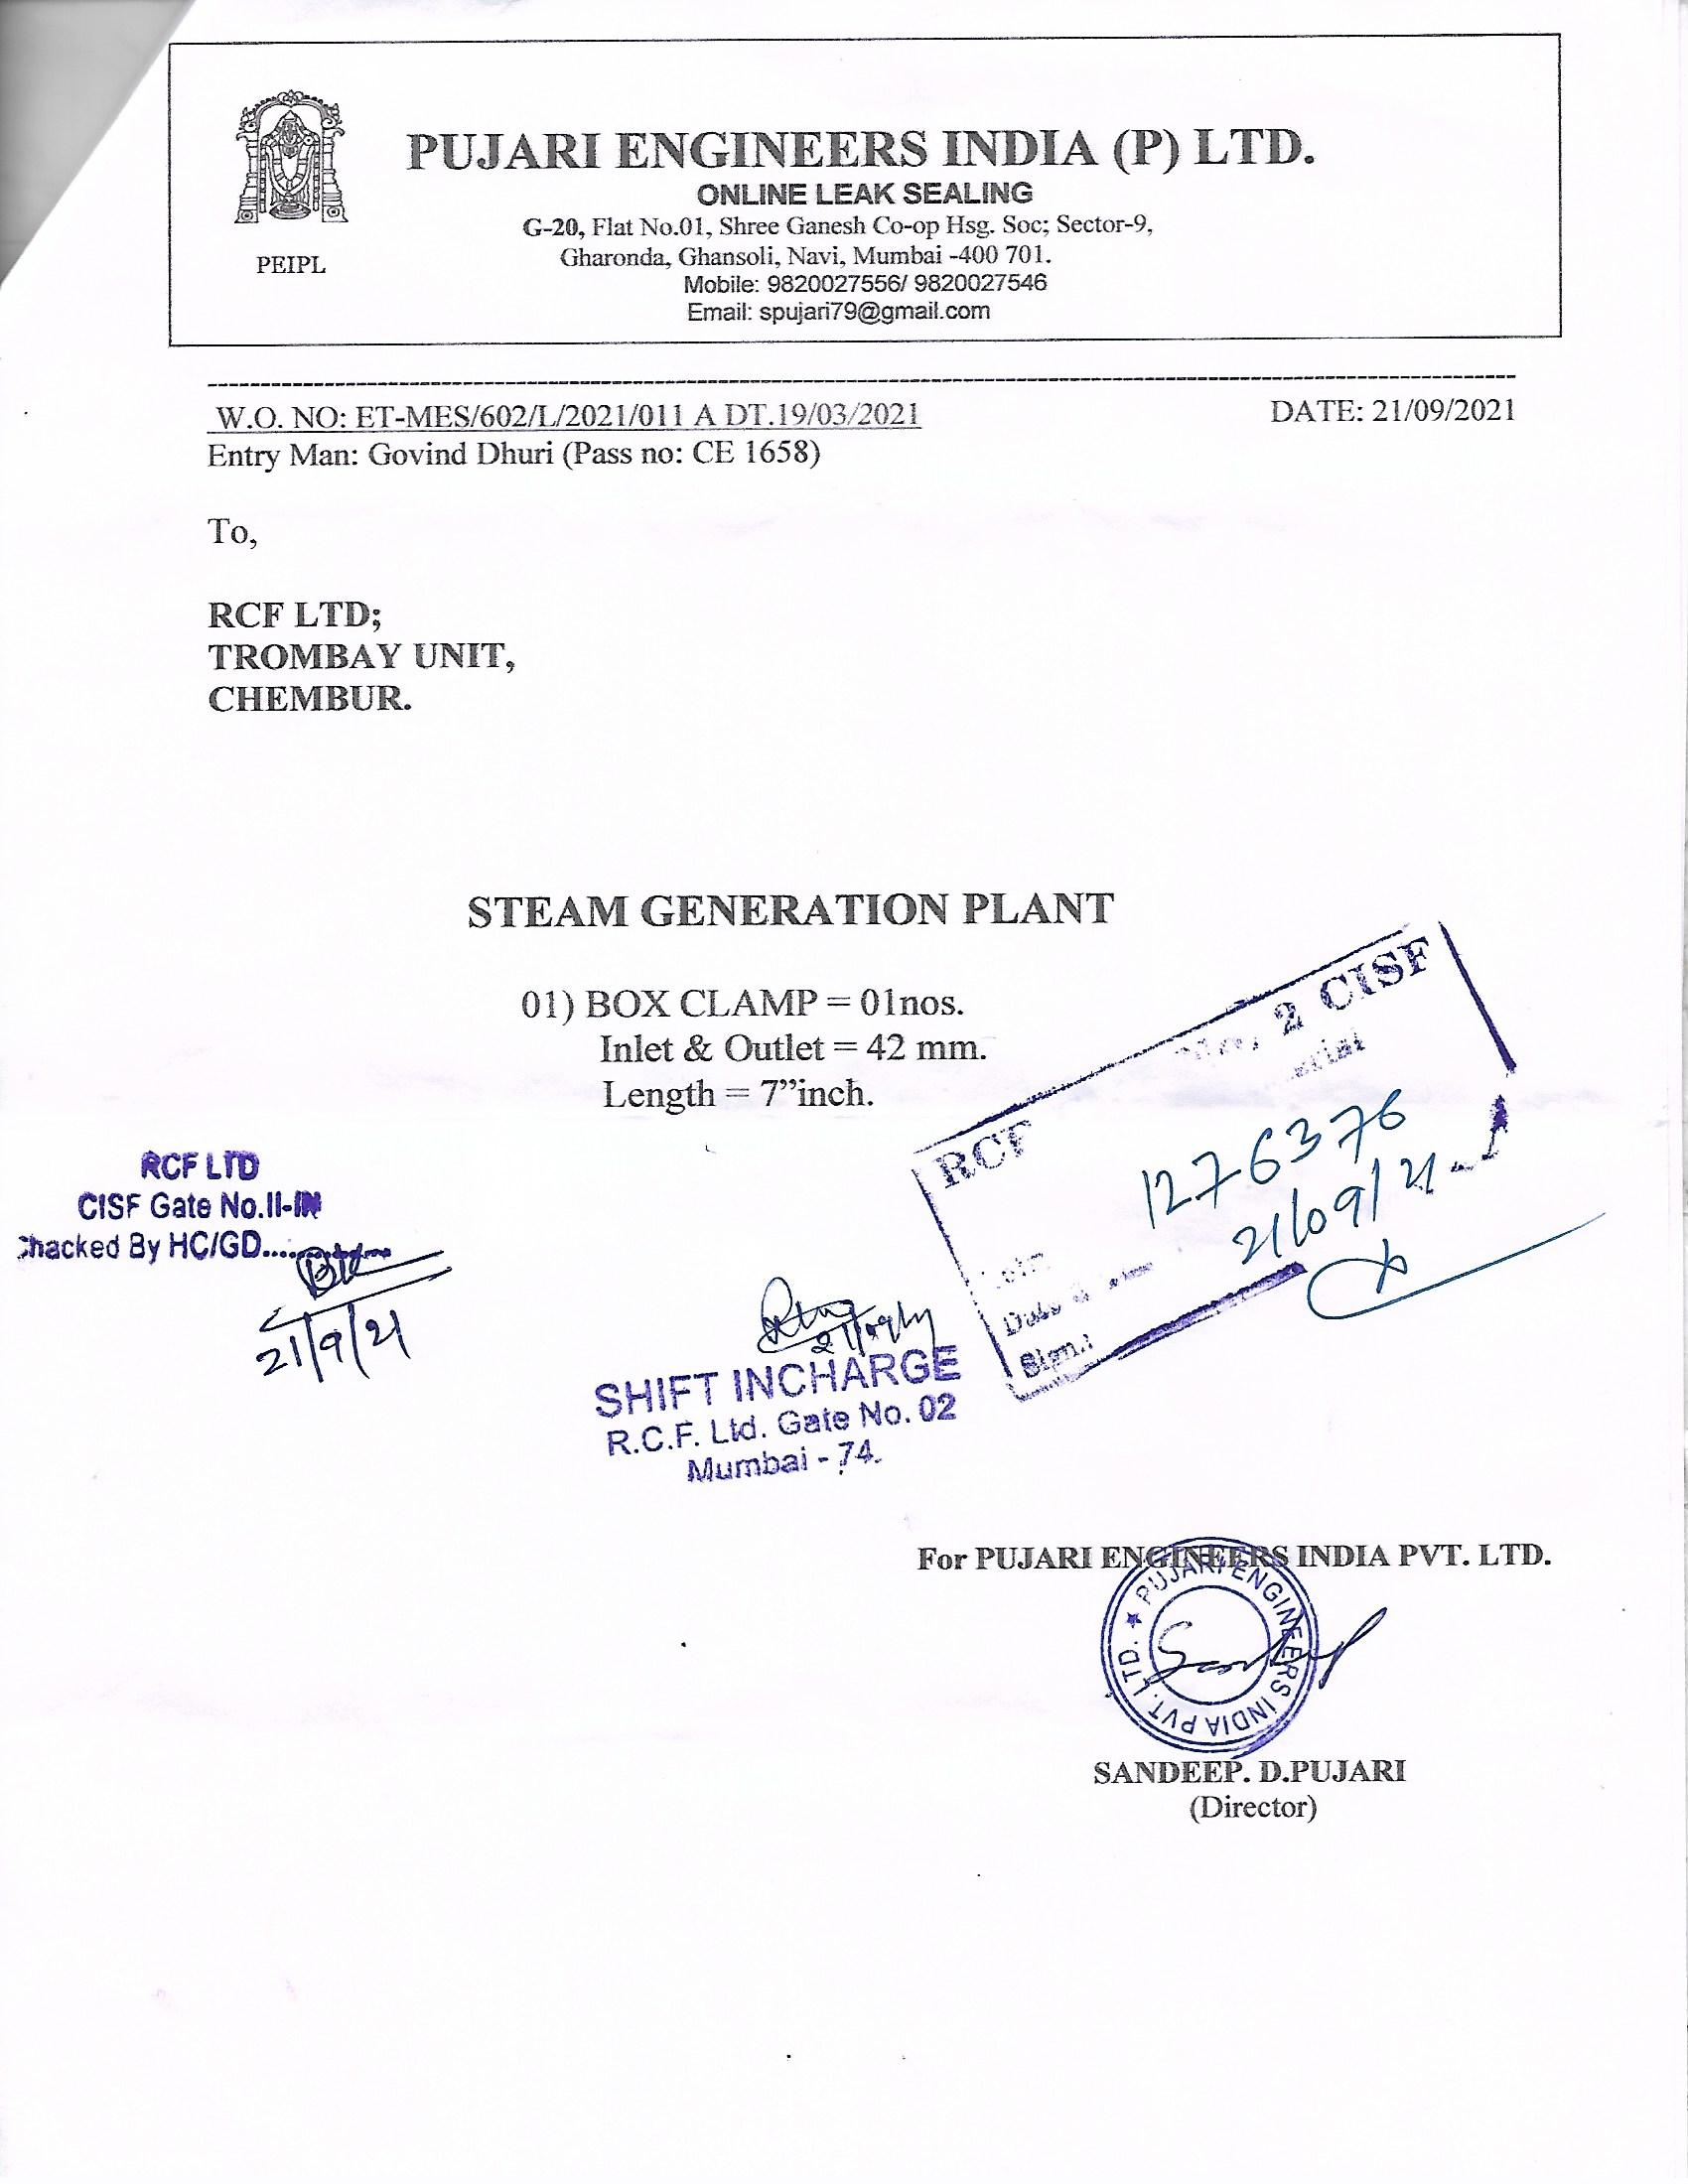 PUJARI ENGINEERS INDIA (P) LTD.
ONLINE LEAK SEALING
G-20, Flat No.01, Shree Ganesh Co-op Hsg. Soc; Sector-9,
Gharonda, Ghansoli, Navi, Mumbai -400 701.
Mobile: 9820027556/ 9820027546
Email: spujari79@gmail.com
PEIPL
W.O. NO: ET-MES/602/L/2021/011 A DT.19/03/2021
DATE: 21/09/2021
Entry Man: Govind Dhuri (Pass no: CE 1658)
To,
RCF LTD;
TROMBAY UNIT,
CHEMBUR.
STEAM GENERATION PLANT
01) BOX CLAMP = 01nos.
Inlet & Outlet = 42 mm.
Length = 7”inch.
RCF 2 CISF
1276376
21/09/21
Sign.:
RCF LTD
CISF Gate No.II-IN
hacked By HC/GD.............
21/9/21
SHIFT INCHARGE
R.C.F. Ltd. Gate No. 02
Mumbai - 74.
For PUJARI ENGINEERS INDIA PVT. LTD.
★ PUJARI ENGINEERS INDIA PVT. LTD.
SANDEEP. D.PUJARI
(Director)